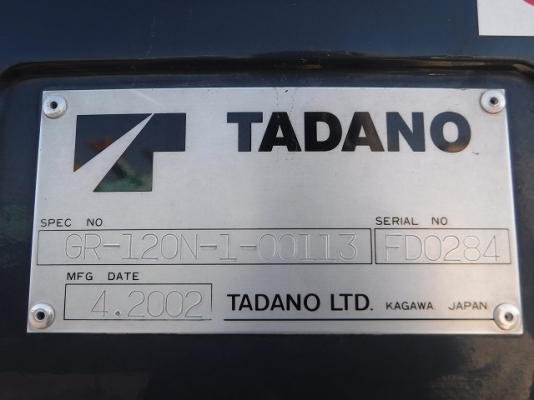 TADANO
SPEC NO SERIAL NO
GR-120N-1-00113 FD0284
MFG DATE
4.2002 TADANO LTD. KAGAWA JAPAN